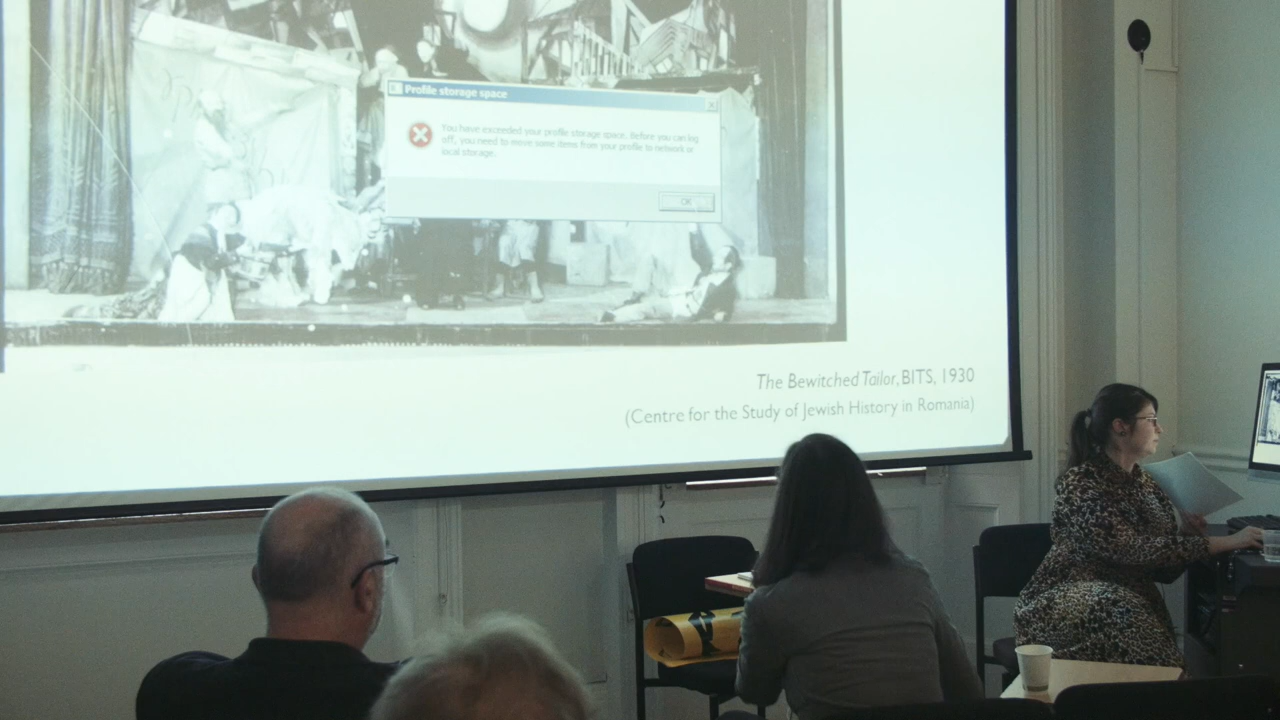 Profile storage space
You have exceeded your profile storage space. Before you can log
off, you need to move some items from your profile to network or
local storage.
OK
The Bewitched Tailor, BITS, 1930
(Centre for the Study of Jewish History in Romania)